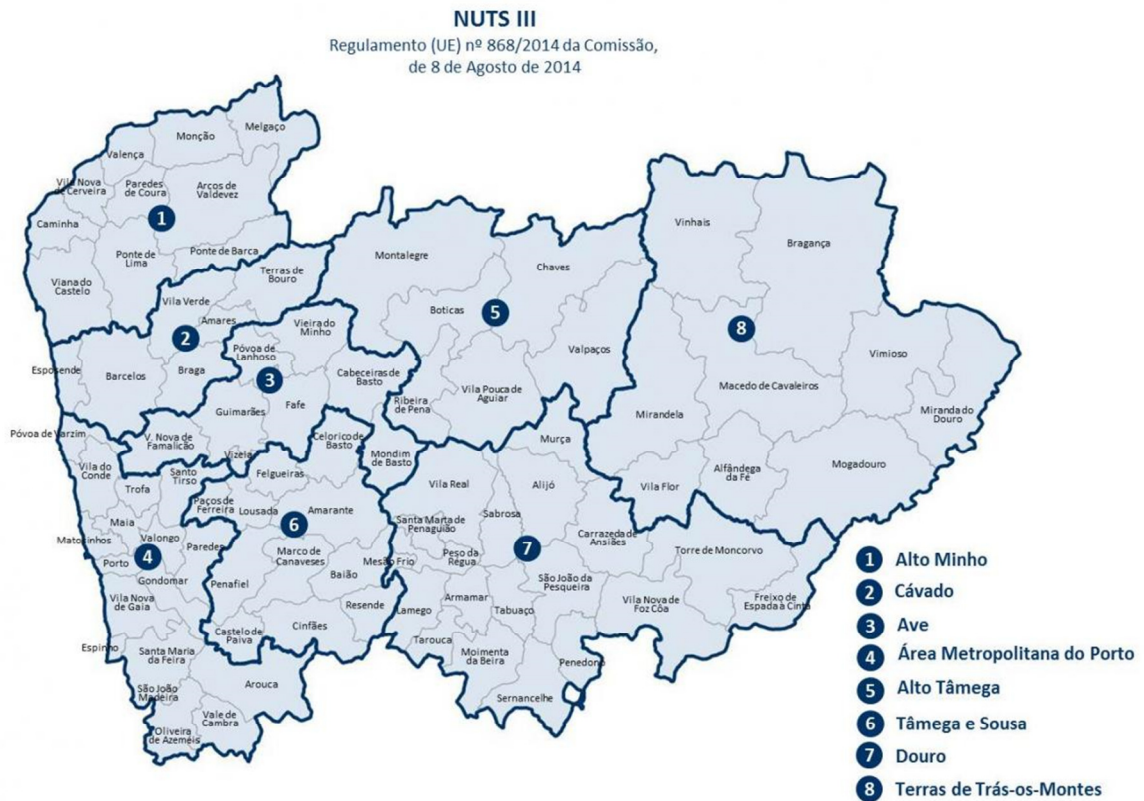 NUTS III
Regulamento (UE) nº 868/2014 da Comissão,
de 8 de Agosto de 2014
Melgaço
Monção
Valença
Vila Nova
de Cerveira
Paredes
de Coura
Arcos de
Valdevez
Caminha
1
Ponte de
Lima
Ponte de Barca
Viana do
Castelo
Terras de
Bouro
Vila Verde
Amares
2
Esposende
Barcelos
Braga
Vieira do
Minho
Póvoa de
Lanhoso
3
Cabeceiras de
Basto
Guimarães
Fafe
V. Nova de
Famalicão
Vizela
Celorico de
Basto
Mondim
de Basto
Montalegre
Chaves
Boticas
5
Valpaços
Vila Pouca de
Aguiar
Ribeira
de Pena
Vinhais
Bragança
8
Vimioso
Macedo de Cavaleiros
Miranda do
Douro
Mirandela
Alfândega
da Fé
Mogadouro
Vila Flor
Póvoa de Varzim
Vila do
Conde
Santo
Tirso
Trofa
Maia
Matosinhos
Valongo
Paredes
Porto
4
Gondomar
Vila Nova
de Gaia
Espinho
Santa Maria
da Feira
Arouca
São João
Madeira
Vale de
Cambra
Oliveira
de Azeméis
Felgueiras
Paços de
Ferreira
Lousada
Amarante
6
Marco de
Canaveses
Penafiel
Baião
Resende
Castelo de
Paiva
Cinfães
Murça
Vila Real
Alijó
Sabrosa
Santa Marta de
Penaguião
7
Carrazeda de
Ansiães
Peso da
Régua
Mesão Frio
Torre de Moncorvo
São João da
Pesqueira
Armamar
Lamego
Tabuaço
Vila Nova de
Foz Côa
Freixo de
Espada à Cinta
Tarouca
Moimenta
da Beira
Penedono
Sernancelhe
1 Alto Minho
2 Cávado
3 Ave
4 Área Metropolitana do Porto
5 Alto Tâmega
6 Tâmega e Sousa
7 Douro
8 Terras de Trás-os-Montes